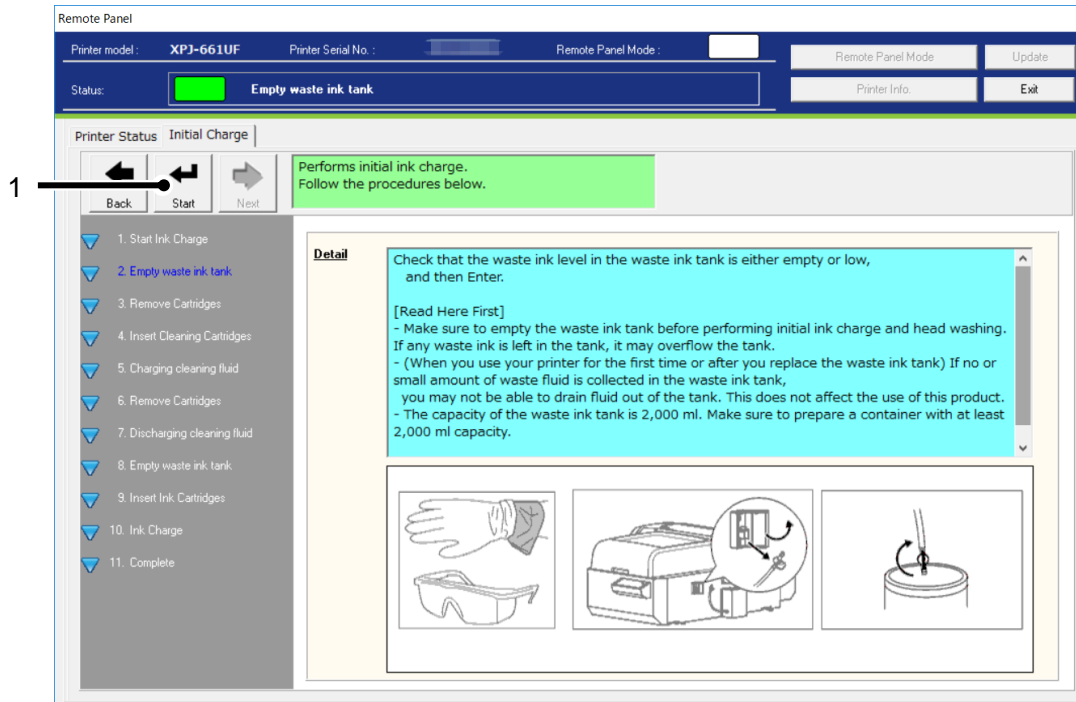 Remote Panel
Printer model : XPJ-661UF Printer Serial No. : Remote Panel Mode :
Remote Panel Mode Update
Status: Empty waste ink tank
Printer Info. Exit
Printer Status Initial Charge
1
Back Start Next
Performs initial ink charge.
Follow the procedures below.
1. Start Ink Charge
2. Empty waste ink tank
3. Remove Cartridges
4. Insert Cleaning Cartridges
5. Charging cleaning fluid
6. Remove Cartridges
7. Discharging cleaning fluid
8. Empty waste ink tank
9. Insert Ink Cartridges
10. Ink Charge
11. Complete
Detail
Check that the waste ink level in the waste ink tank is either empty or low,
and then Enter.
[Read Here First]
- Make sure to empty the waste ink tank before performing initial ink charge and head washing.
If any waste ink is left in the tank, it may overflow the tank.
- (When you use your printer for the first time or after you replace the waste ink tank) If no or
small amount of waste fluid is collected in the waste ink tank,
you may not be able to drain fluid out of the tank. This does not affect the use of this product.
- The capacity of the waste ink tank is 2,000 ml. Make sure to prepare a container with at least
2,000 ml capacity.